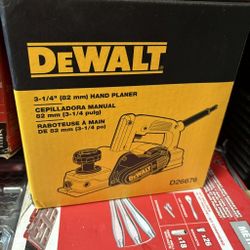 DEWALT
3-1/4" (82 mm) HAND PLANER
CEPILLADORA MANUAL
82 mm (3-1/4 pulg)
RABOTEUSE À MAIN
DE 82 mm (3-1/4 po)
DEWALT
D26676